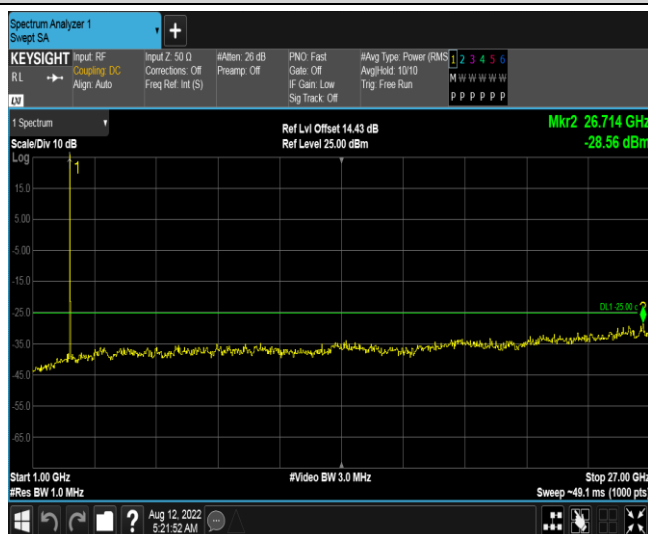 Spectrum Analyzer 1
Swept SA
+
KEYSIGHT
R L
LXI
Input: RF
Coupling: DC
Align: Auto
Input Z: 50 Ω
Corrections: Off
Freq Ref: Int (S)
#Atten: 26 dB
Preamp: Off
PNO: Fast
Gate: Off
IF Gain: Low
Sig Track: Off
#Avg Type: Power (RMS
Avg|Hold: 10/10
Trig: Free Run
1 2 3 4 5 6
M W W W W W
P P P P P P
1 Spectrum
Scale/Div 10 dB
Log
Ref Lvl Offset 14.43 dB
Ref Level 25.00 dBm
Mkr2 26.714 GHz
-28.56 dBm
1
15.0
5.00
-5.00
-15.0
-25.0
DL1 -25.00
2
-35.0
-45.0
-55.0
-65.0
Start 1.00 GHz
#Res BW 1.0 MHz
#Video BW 3.0 MHz
Stop 27.00 GHz
Sweep ~49.1 ms (1000 pts)
?
Aug 12, 2022
5:21:52 AM